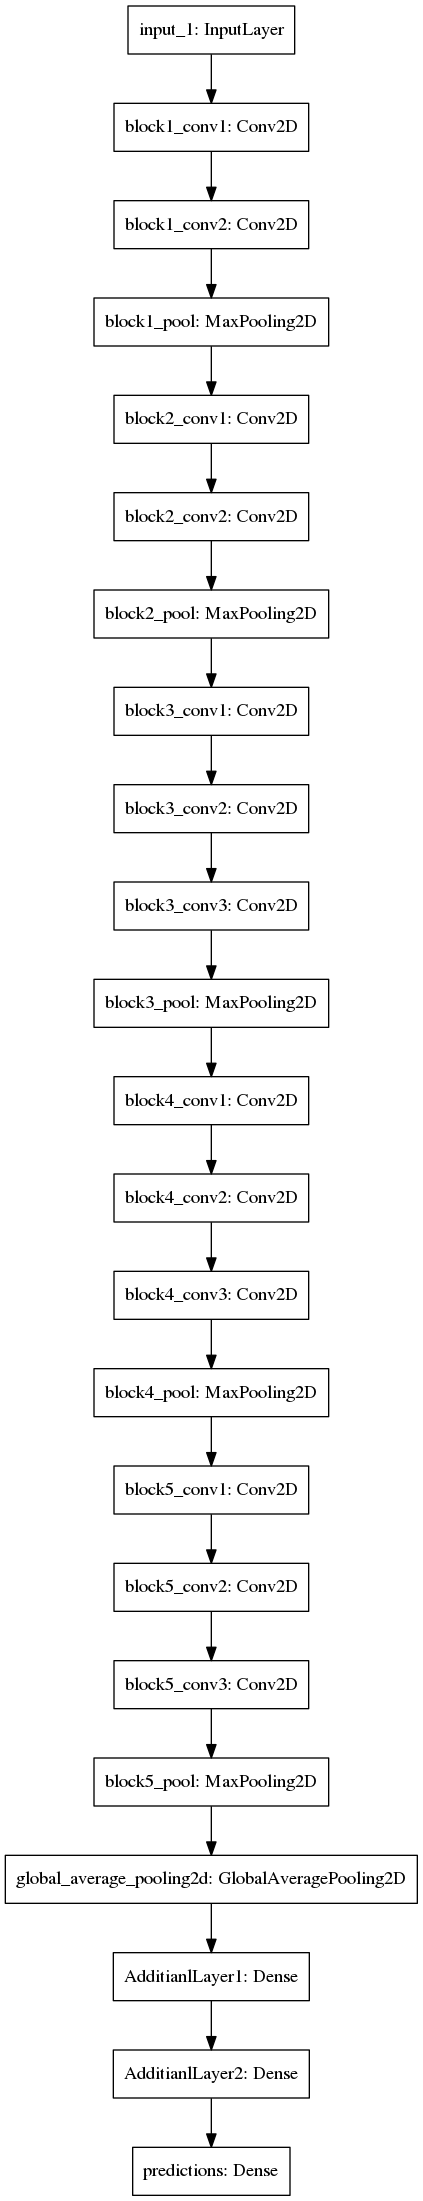 input_1: InputLayer
block1_conv1: Conv2D
block1_conv2: Conv2D
block1_pool: MaxPooling2D
block2_conv1: Conv2D
block2_conv2: Conv2D
block2_pool: MaxPooling2D
block3_conv1: Conv2D
block3_conv2: Conv2D
block3_conv3: Conv2D
block3_pool: MaxPooling2D
block4_conv1: Conv2D
block4_conv2: Conv2D
block4_conv3: Conv2D
block4_pool: MaxPooling2D
block5_conv1: Conv2D
block5_conv2: Conv2D
block5_conv3: Conv2D
block5_pool: MaxPooling2D
global_average_pooling2d: GlobalAveragePooling2D
AdditianlLayer1: Dense
AdditianlLayer2: Dense
predictions: Dense